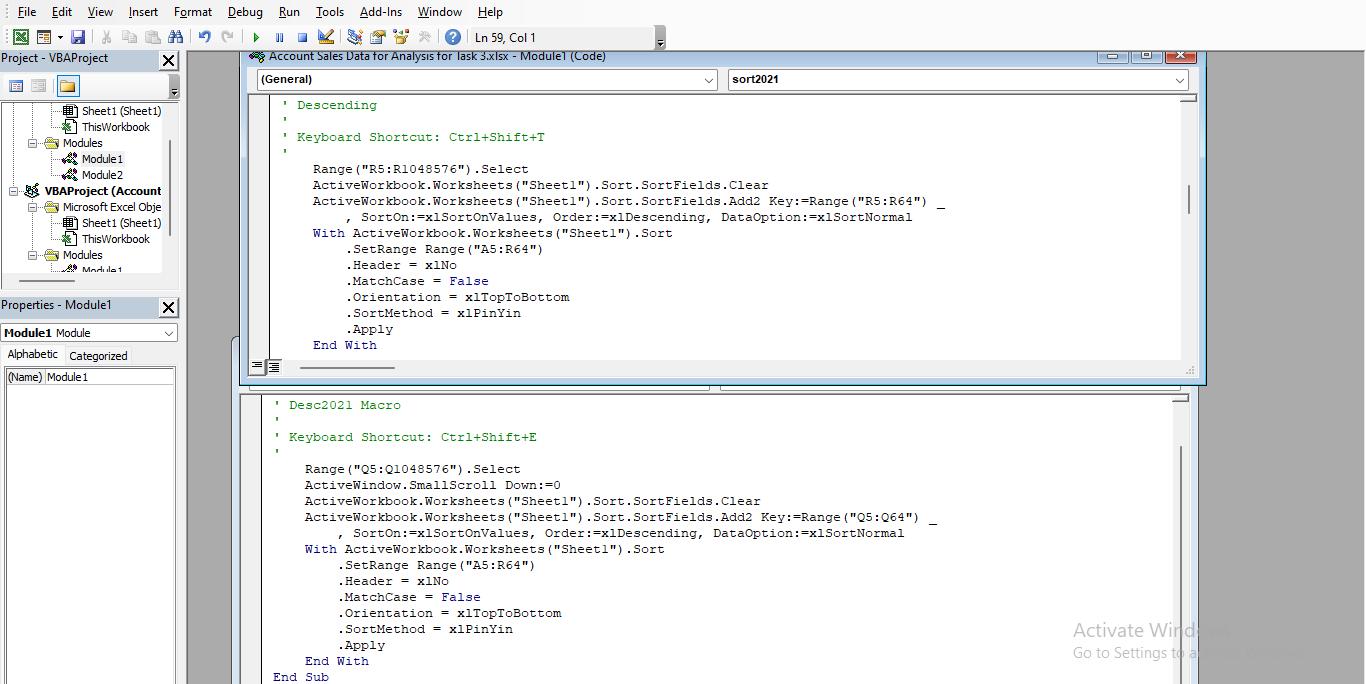 File Edit View Insert Format Debug Run Tools Add-Ins Window Help
Ln 59, Col 1
Project - VBAProject
Sheet1 (Sheet1)
ThisWorkbook
Modules
Module1
Module2
VBAProject (Account
Microsoft Excel Obje
Sheet1 (Sheet1)
ThisWorkbook
Modules
Module1
Properties - Module1
Module1 Module
Alphabetic Categorized
(Name) Module1
Account Sales Data for Analysis for Task 3.xlsx - Module1 (Code)
(General) sort2021
' Descending
'
' Keyboard Shortcut: Ctrl+Shift+T
'
Range("R5:R1048576").Select
ActiveWorkbook.Worksheets("Sheet1").Sort.SortFields.Clear
ActiveWorkbook.Worksheets("Sheet1").Sort.SortFields.Add2 Key:=Range("R5:R64") _
, SortOn:=xlSortOnValues, Order:=xlDescending, DataOption:=xlSortNormal
With ActiveWorkbook.Worksheets("Sheet1").Sort
.SetRange Range("A5:R64")
.Header = xlNo
.MatchCase = False
.Orientation = xlTopToBottom
.SortMethod = xlPinYin
.Apply
End With
' Desc2021 Macro
'
' Keyboard Shortcut: Ctrl+Shift+E
'
Range("Q5:Q1048576").Select
ActiveWindow.SmallScroll Down:=0
ActiveWorkbook.Worksheets("Sheet1").Sort.SortFields.Clear
ActiveWorkbook.Worksheets("Sheet1").Sort.SortFields.Add2 Key:=Range("Q5:Q64") _
, SortOn:=xlSortOnValues, Order:=xlDescending, DataOption:=xlSortNormal
With ActiveWorkbook.Worksheets("Sheet1").Sort
.SetRange Range("A5:R64")
.Header = xlNo
.MatchCase = False
.Orientation = xlTopToBottom
.SortMethod = xlPinYin
.Apply
End With
End Sub
Activate Wind
Go to Settings to a